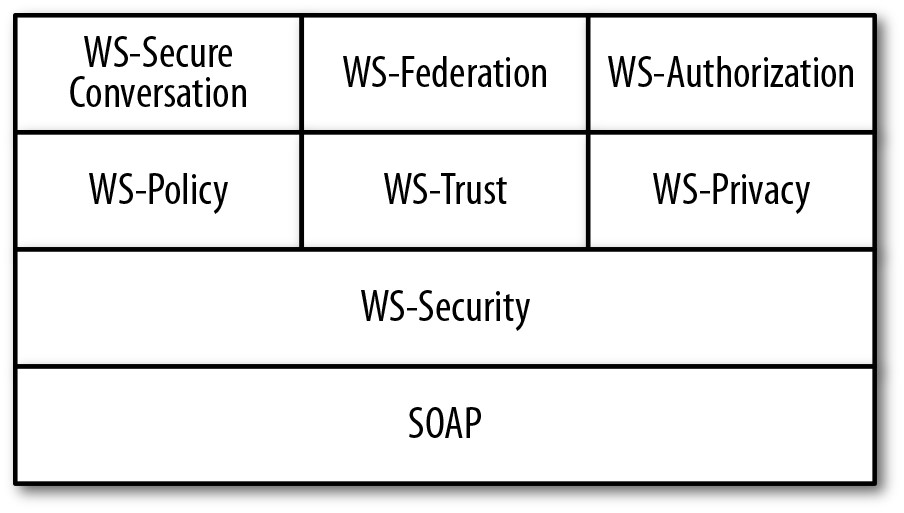 WS-Secure
Conversation
WS-Federation
WS-Authorization
WS-Policy
WS-Trust
WS-Privacy
WS-Security
SOAP